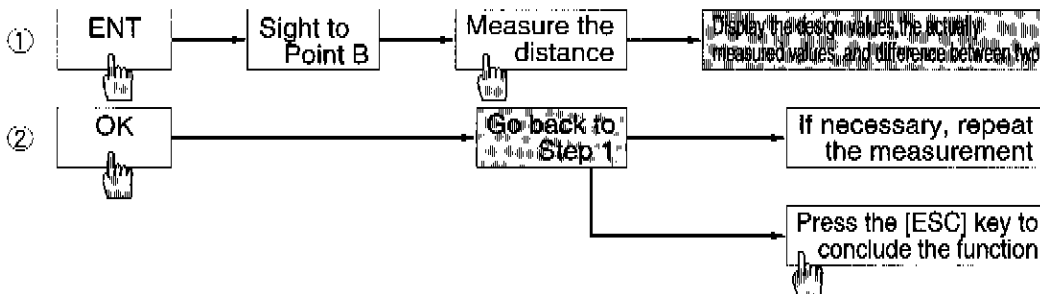 ① ENT
Sight to
Point B
Measure the
distance
Display the design values, the actually
measured values, and difference between two
② OK
Go back to
Step 1
If necessary, repeat
the measurement
Press the [ESC] key to
conclude the function